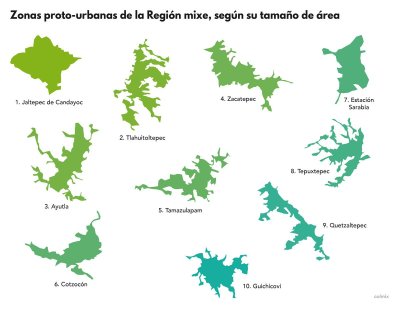 Zonas proto-urbanas de la Región mixe, según su tamaño de área
1. Jaltepec de Candayoc
2. Tlahuitoltepec
4. Zacatepec
7. Estación
Sarabia
3. Ayutla
5. Tamazulapam
8. Tepuxtepec
9. Quetzaltepec
6. Cotzocón
10. Guichicovi